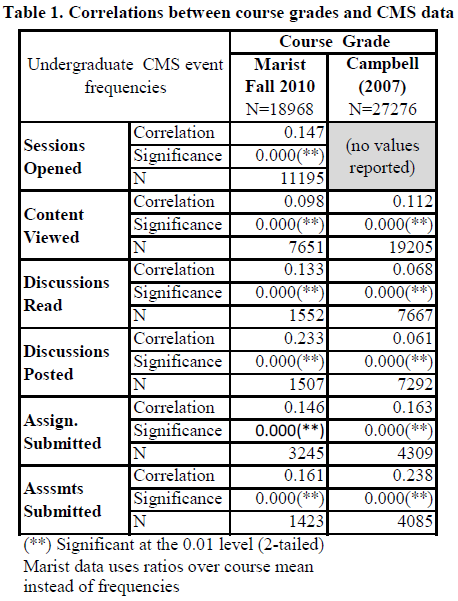 Table 1. Correlations between course grades and CMS data
Undergraduate CMS event frequencies Course Grade
Marist Fall 2010 N=18968 Campbell (2007) N=27276
Sessions Opened Correlation 0.147 (no values reported)
Significance 0.000(**)
N 11195
Content Viewed Correlation 0.098 0.112
Significance 0.000(**) 0.000(**)
N 7651 19205
Discussions Read Correlation 0.133 0.068
Significance 0.000(**) 0.000(**)
N 1552 7667
Discussions Posted Correlation 0.233 0.061
Significance 0.000(**) 0.000(**)
N 1507 7292
Assign. Submitted Correlation 0.146 0.163
Significance 0.000(**) 0.000(**)
N 3245 4309
Asssmts Submitted Correlation 0.161 0.238
Significance 0.000(**) 0.000(**)
N 1423 4085
(**) Significant at the 0.01 level (2-tailed)
Marist data uses ratios over course mean
instead of frequencies